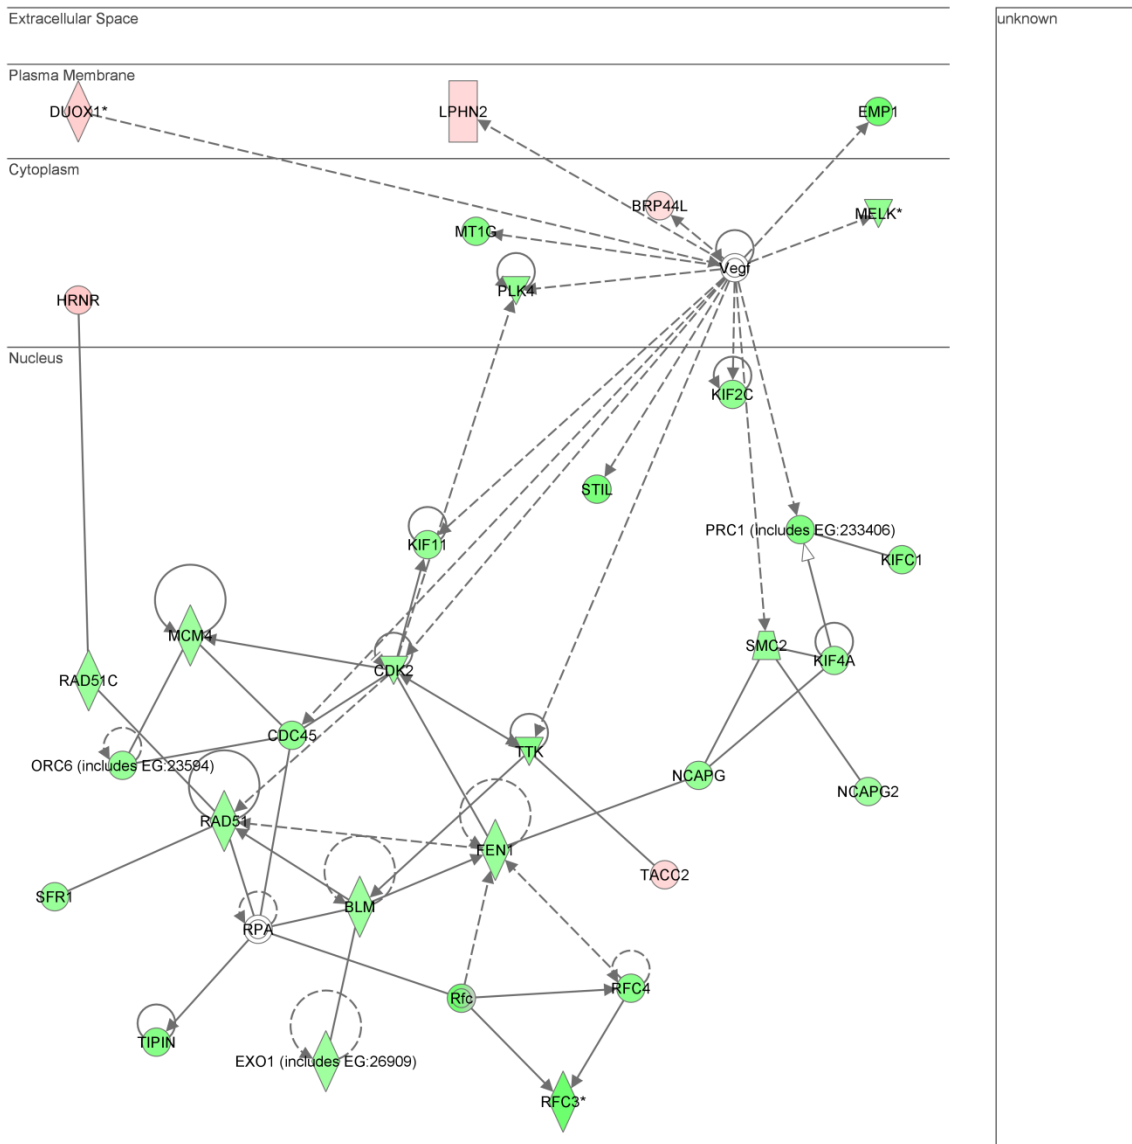 Extracellular Space
unknown
Plasma Membrane
DUOX1*
LPHN2
EMP1
Cytoplasm
BRP44L
MELK*
MT1G
Vegf
PLK4
HRNR
Nucleus
KIF2C
STIL
PRC1 (includes EG:233406)
KIF11
KIFC1
MCM4
SMC2
KIF4A
CDK2
RAD51C
CDC45
TTK
ORC6 (includes EG:23594)
NCAPG
NCAPG2
RAD51
FEN1
TACC2
SFR1
BLM
RPA
RFC4
Rfc
TIPIN
EXO1 (includes EG:26909)
RFC3*